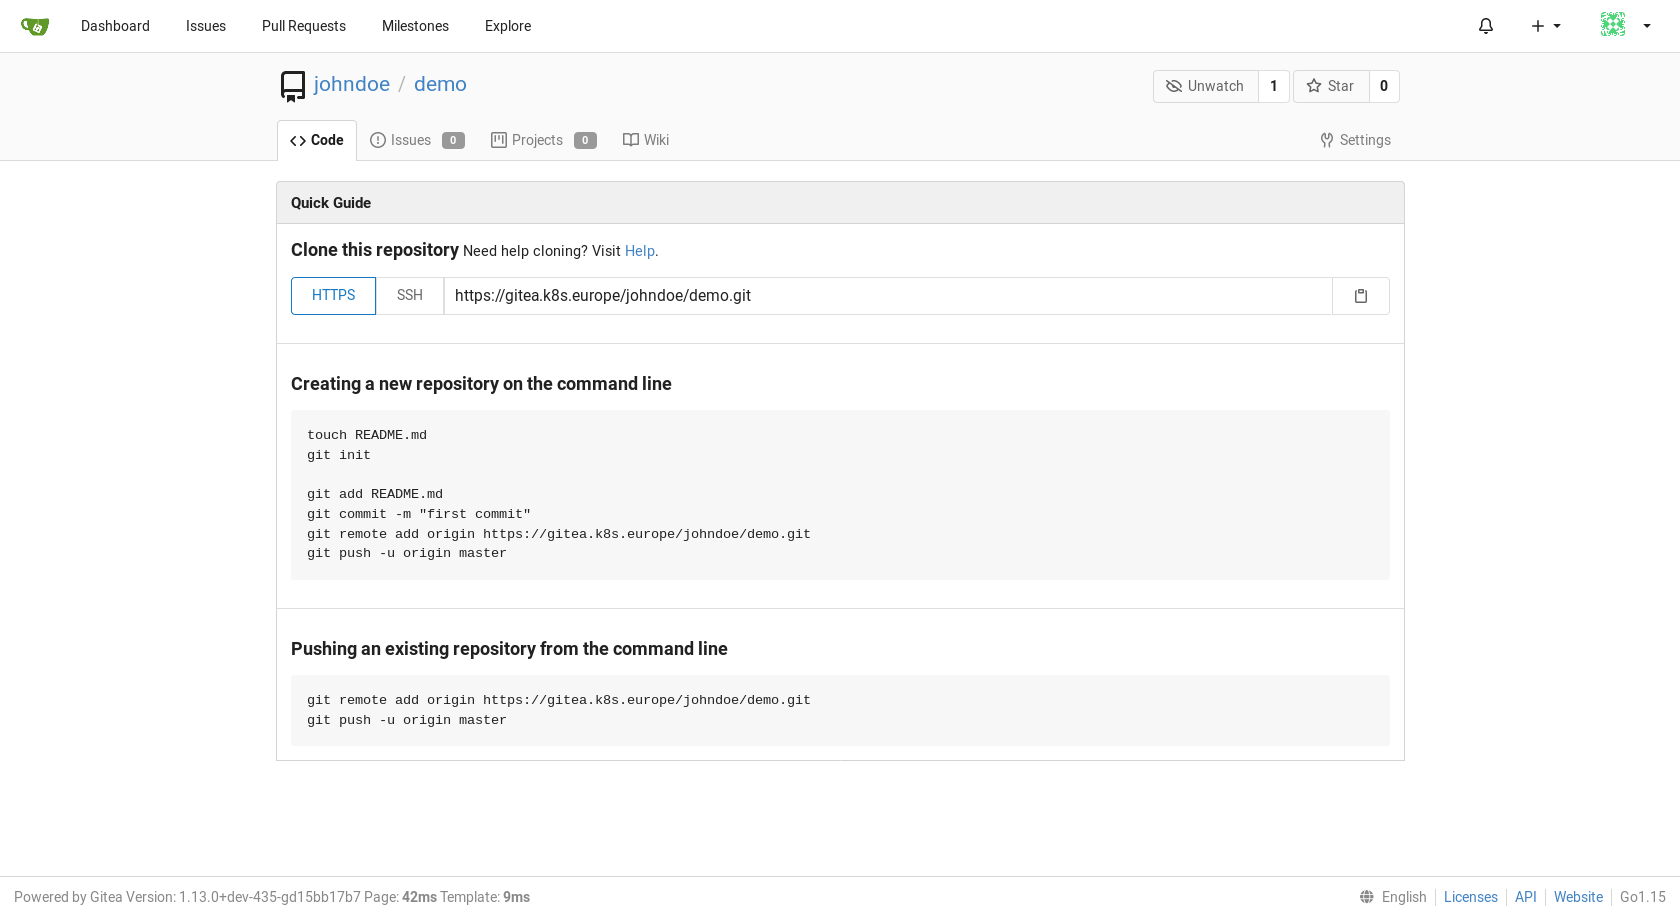 Dashboard Issues Pull Requests Milestones Explore
johndoe / demo Unwatch 1 Star 0
Code Issues 0 Projects 0 Wiki Settings
Quick Guide
Clone this repository Need help cloning? Visit Help.
HTTPS SSH https://gitea.k8s.europe/johndoe/demo.git
Creating a new repository on the command line
touch README.md
git init
git add README.md
git commit -m "first commit"
git remote add origin https://gitea.k8s.europe/johndoe/demo.git
git push -u origin master
Pushing an existing repository from the command line
git remote add origin https://gitea.k8s.europe/johndoe/demo.git
git push -u origin master
Powered by Gitea Version: 1.13.0+dev-435-gd15bb17b7 Page: 42ms Template: 9ms English Licenses API Website Go1.15